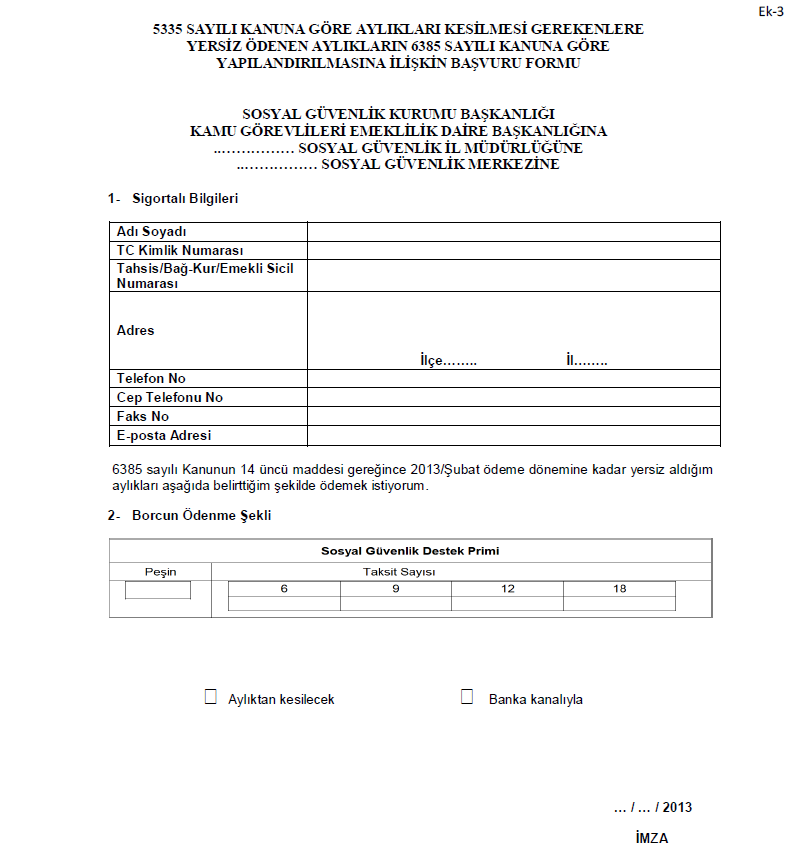 Ek-3
5335 SAYILI KANUNA GÖRE AYLIKLARI KESİLMESİ GEREKENLERE
YERSİZ ÖDENEN AYLIKLARIN 6385 SAYILI KANUNA GÖRE
YAPILANDIRILMASINA İLİŞKİN BAŞVURU FORMU
SOSYAL GÜVENLİK KURUMU BAŞKANLIĞI
KAMU GÖREVLİLERİ EMEKLİLİK DAİRE BAŞKANLIĞINA
..…………… SOSYAL GÜVENLİK İL MÜDÜRLÜĞÜNE
..…………… SOSYAL GÜVENLİK MERKEZİNE
1- Sigortalı Bilgileri
Adı Soyadı
TC Kimlik Numarası
Tahsis/Bağ-Kur/Emekli Sicil
Numarası
Adres
İlçe…….. İl……..
Telefon No
Cep Telefonu No
Faks No
E-posta Adresi
6385 sayılı Kanunun 14 üncü maddesi gereğince 2013/Şubat ödeme dönemine kadar yersiz aldığım
aylıkları aşağıda belirttiğim şekilde ödemek istiyorum.
2- Borcun Ödenme Şekli
Sosyal Güvenlik Destek Primi
Peşin Taksit Sayısı
6 9 12 18
Aylıktan kesilecek Banka kanalıyla
… / … / 2013
İMZA